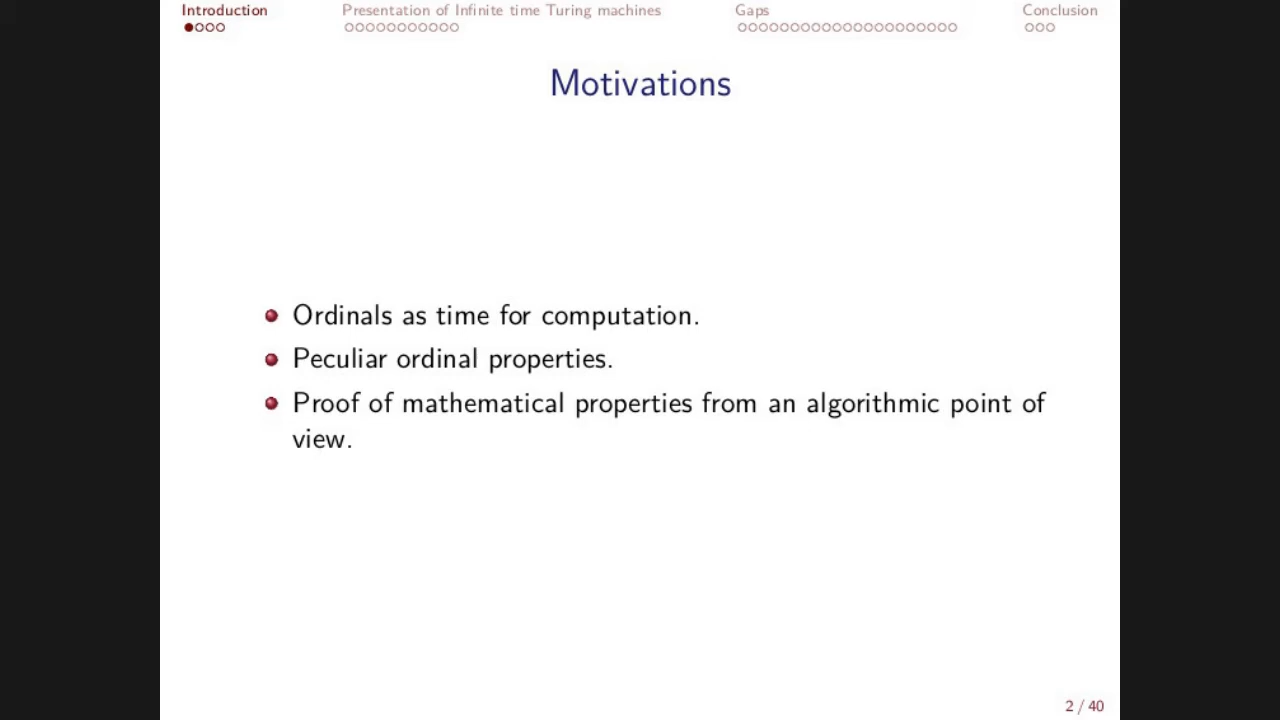 Introduction
Presentation of Infinite time Turing machines
Gaps
Conclusion
Motivations
Ordinals as time for computation.
Peculiar ordinal properties.
Proof of mathematical properties from an algorithmic point of
view.
2 / 40